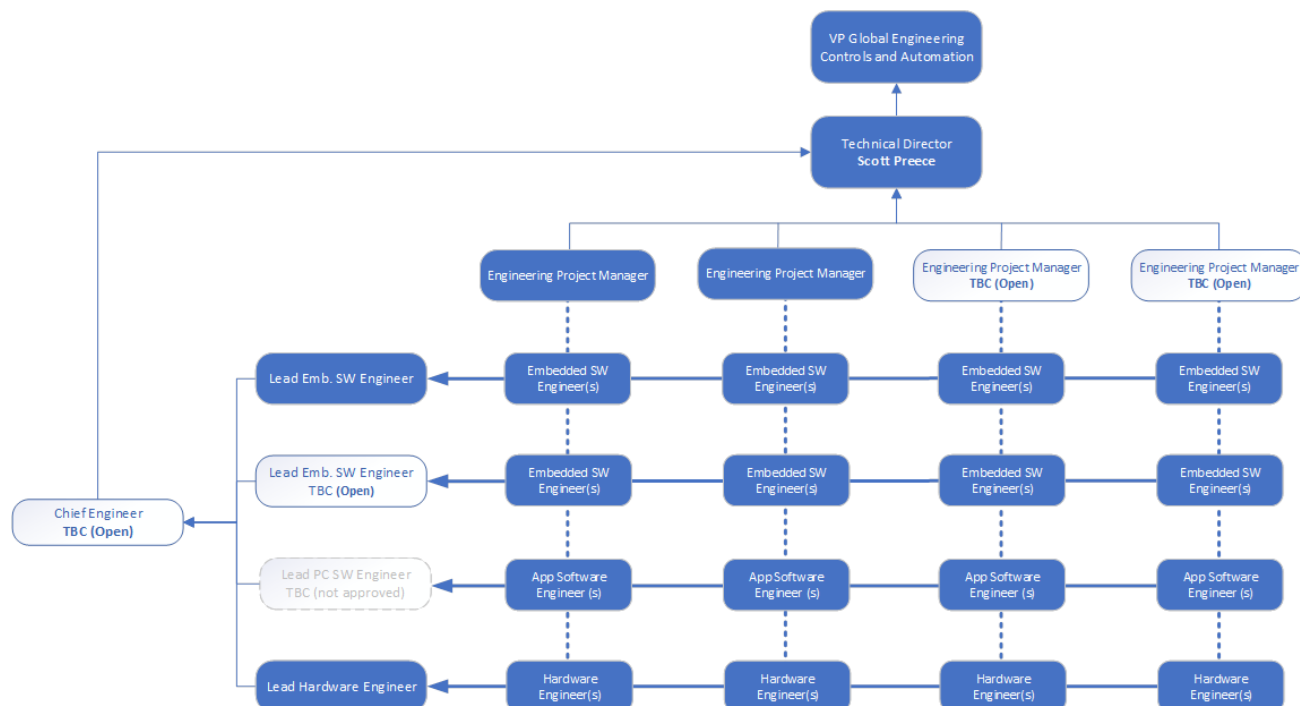 VP Global Engineering
Controls and Automation
Technical Director
Scott Preece
Engineering Project Manager
Engineering Project Manager
Engineering Project Manager
TBC (Open)
Engineering Project Manager
TBC (Open)
Lead Emb. SW Engineer
Embedded SW
Engineer(s)
Embedded SW
Engineer(s)
Embedded SW
Engineer(s)
Embedded SW
Engineer(s)
Lead Emb. SW Engineer
TBC (Open)
Embedded SW
Engineer(s)
Embedded SW
Engineer(s)
Embedded SW
Engineer(s)
Embedded SW
Engineer(s)
Chief Engineer
TBC (Open)
Lead PC SW Engineer
TBC (not approved)
App Software
Engineer (s)
App Software
Engineer (s)
App Software
Engineer (s)
App Software
Engineer (s)
Lead Hardware Engineer
Hardware
Engineer(s)
Hardware
Engineer(s)
Hardware
Engineer(s)
Hardware
Engineer(s)